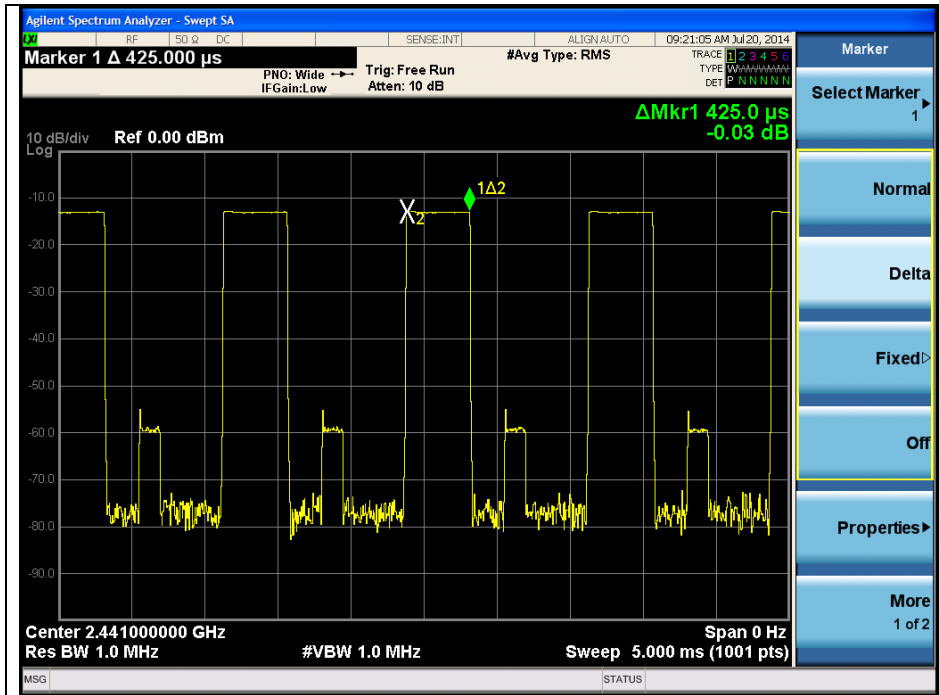 Agilent Spectrum Analyzer - Swept SA
LXI RF 50 Ω DC SENSE:INT ALIGN AUTO 09:21:05 AM Jul 20, 2014
Marker 1 Δ 425.000 µs
PNO: Wide
IFGain:Low
Trig: Free Run
Atten: 10 dB
#Avg Type: RMS
TRACE 1 2 3 4 5 6
TYPE
DET P N N N N N
ΔMkr1 425.0 µs
-0.03 dB
10 dB/div Ref 0.00 dBm
Log
-10.0
-20.0
-30.0
-40.0
-50.0
-60.0
-70.0
-80.0
-90.0
1Δ2
X2
Center 2.441000000 GHz Span 0 Hz
Res BW 1.0 MHz #VBW 1.0 MHz Sweep 5.000 ms (1001 pts)
MSG STATUS
Marker
Select Marker
1
Normal
Delta
Fixed
Off
Properties
More
1 of 2